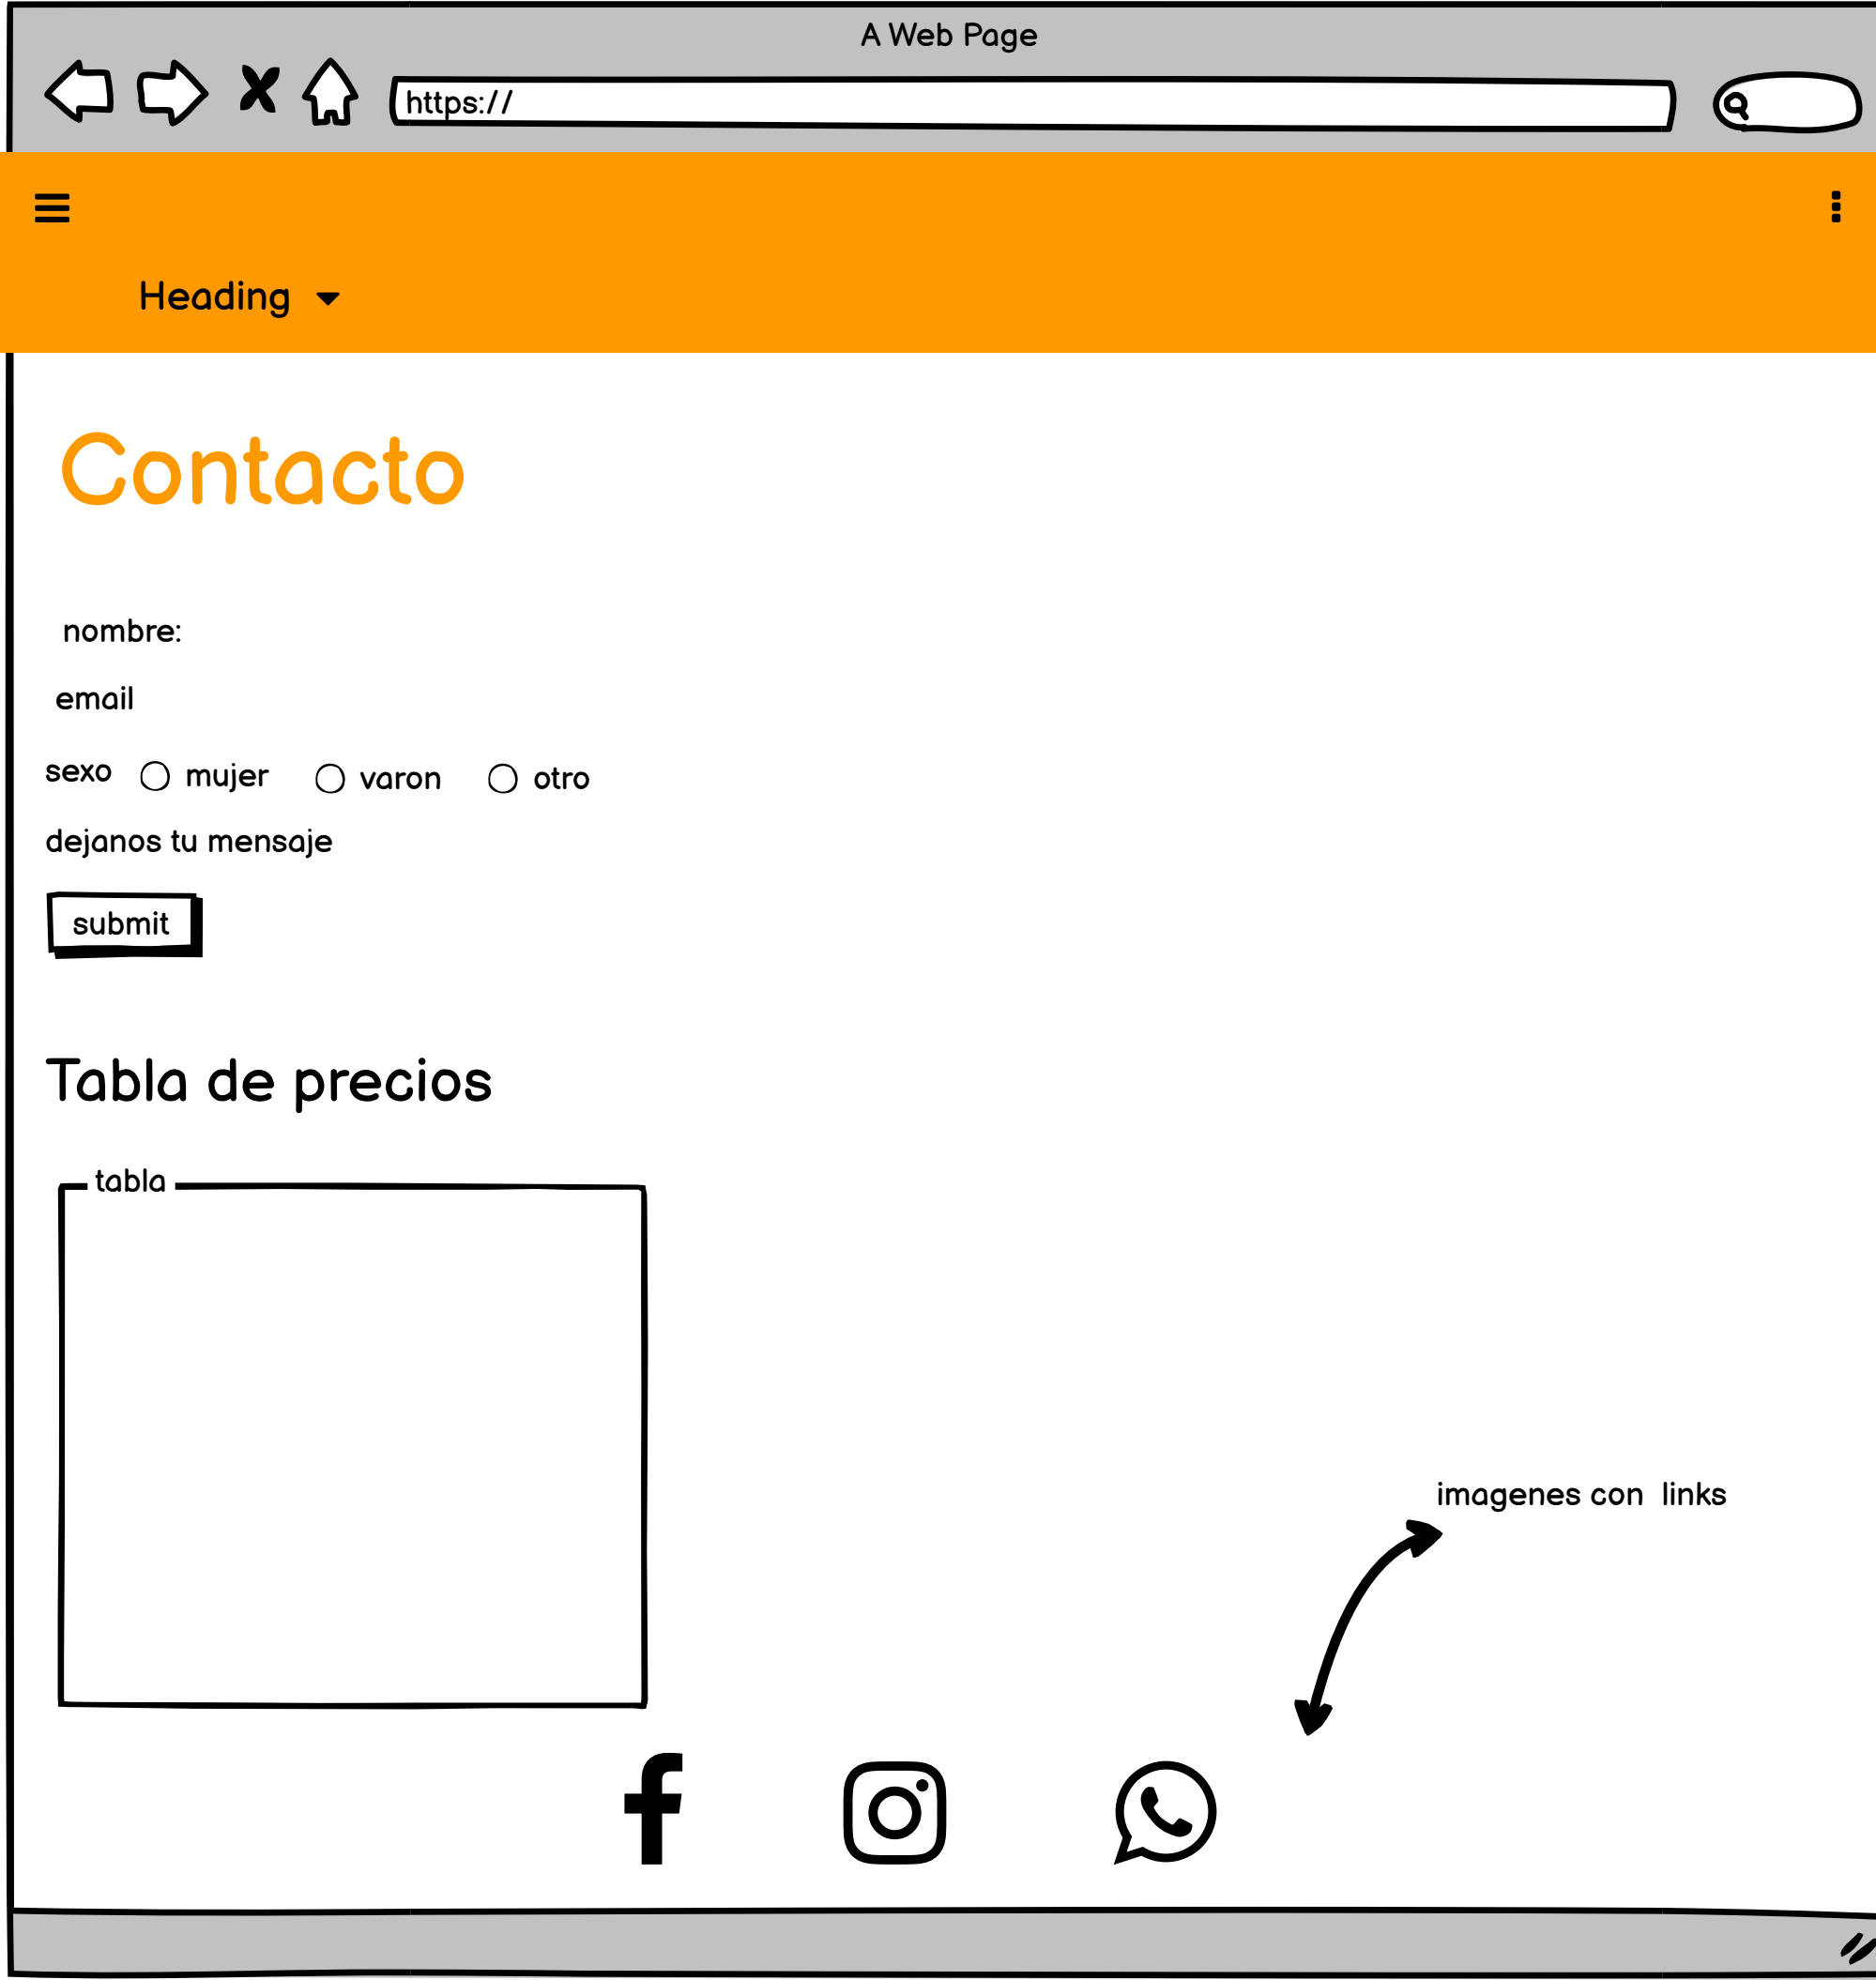 A Web Page
https://
Heading
Contacto
nombre:
email
sexo mujer varon otro
dejanos tu mensaje
submit
Tabla de precios
tabla
imagenes con links